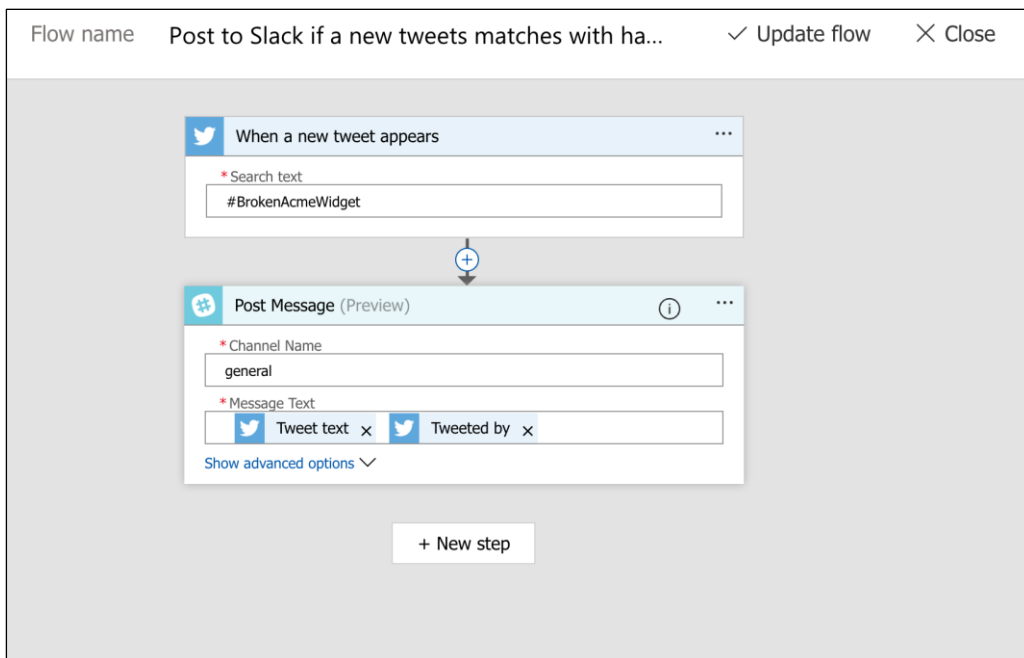 Flow name Post to Slack if a new tweets matches with ha... Update flow Close
When a new tweet appears ...
* Search text
#BrokenAcmeWidget
Post Message (Preview) ...
* Channel Name
general
* Message Text
Tweet text × Tweeted by ×
Show advanced options
+ New step